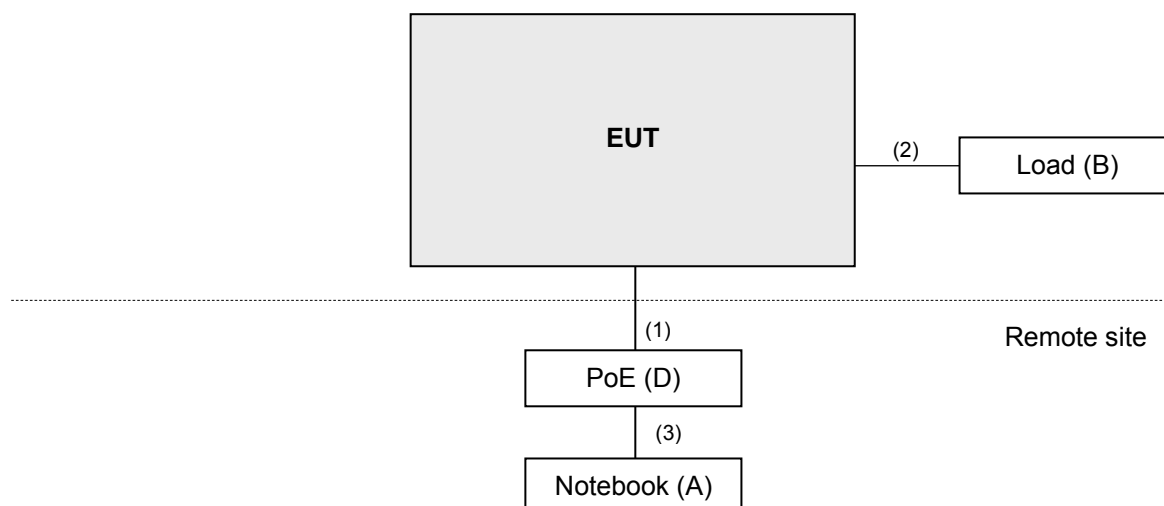 EUT
(2)
Load (B)
Remote site
(1)
PoE (D)
(3)
Notebook (A)